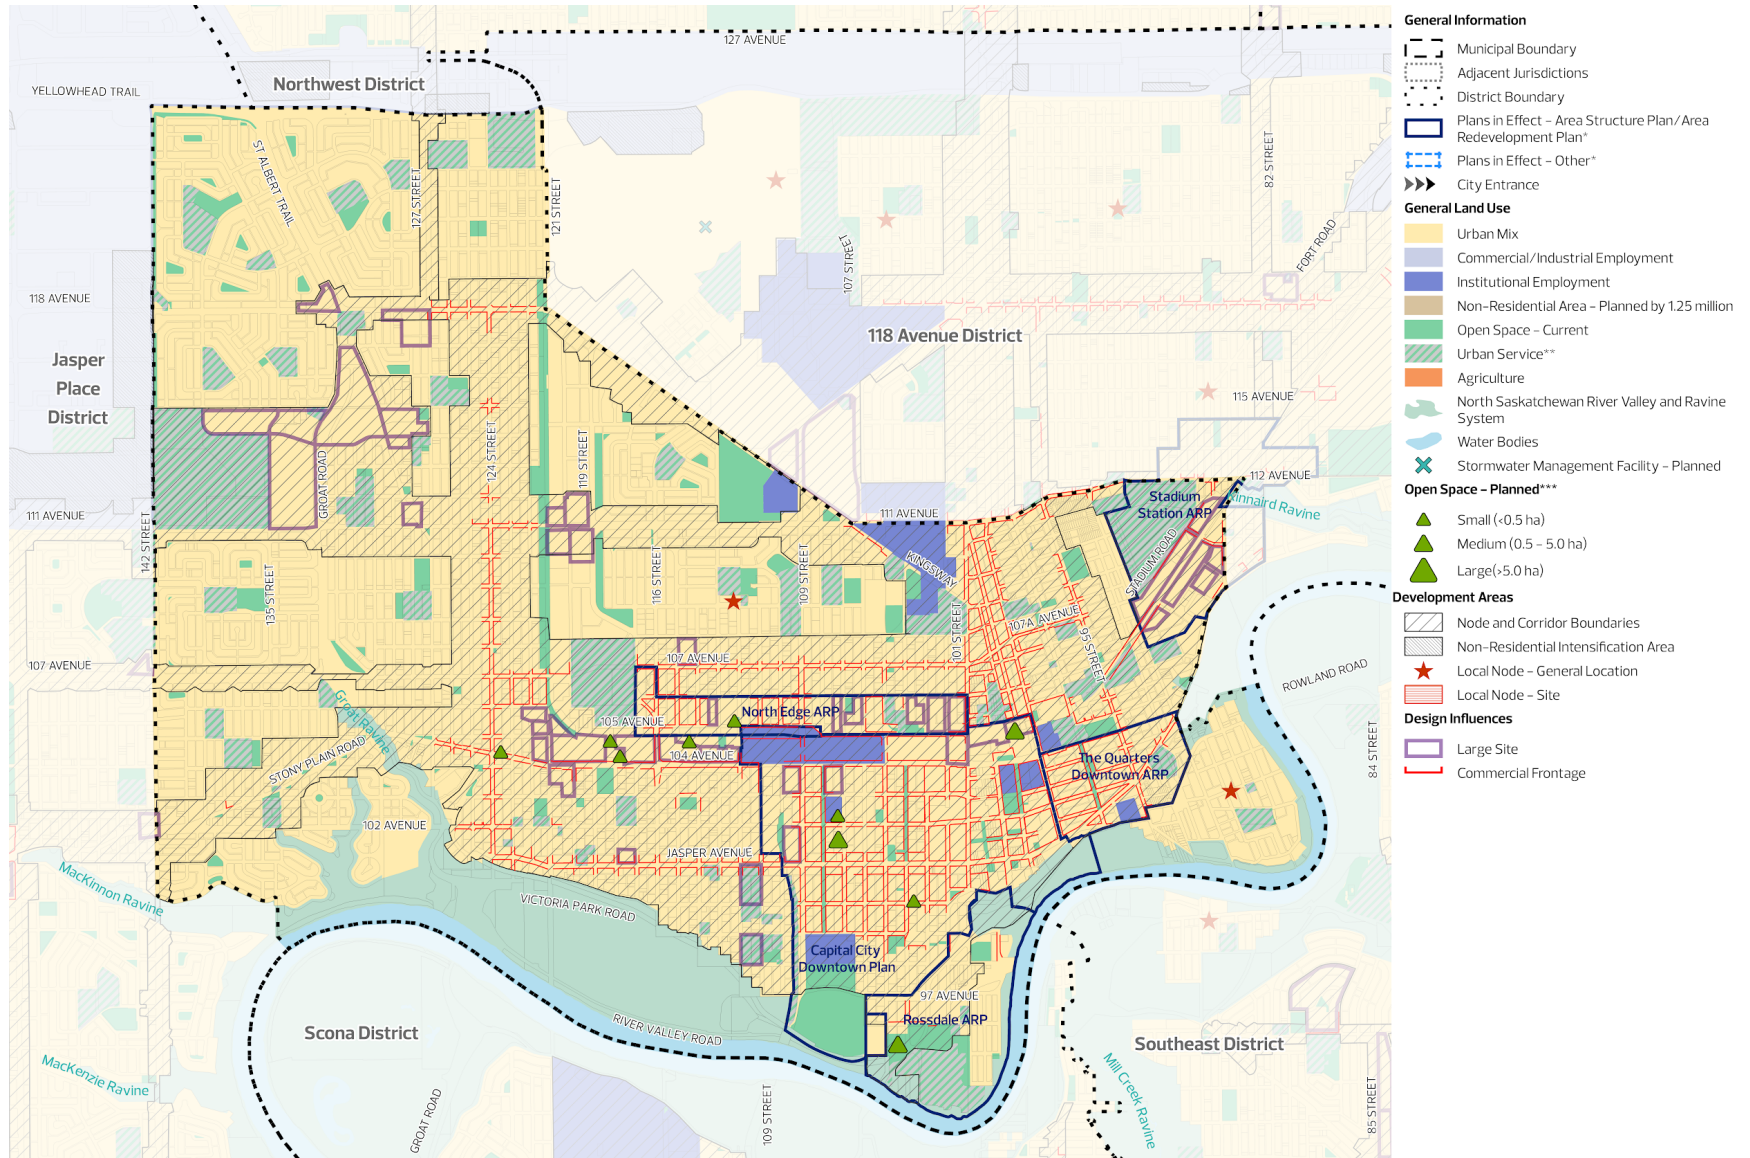 127 AVENUE
Northwest District
YELLOWHEAD TRAIL
ST ALBERT TRAIL
127 STREET
121 STREET
82 STREET
107 STREET
FORT ROAD
118 AVENUE
118 Avenue District
Jasper
Place
District
115 AVENUE
124 STREET
119 STREET
GROAT ROAD
112 AVENUE
Stadium
Station ARP
Kinnaird Ravine
111 AVENUE
111 AVENUE
142 STREET
STADIUM ROAD
KINGSWAY
135 STREET
116 STREET
109 STREET
101 STREET
107A AVENUE
95 STREET
107 AVENUE
107 AVENUE
ROWLAND ROAD
Groat Ravine
North Edge ARP
105 AVENUE
84 STREET
STONY PLAIN ROAD
104 AVENUE
The Quarters
Downtown ARP
102 AVENUE
JASPER AVENUE
MacKinnon Ravine
VICTORIA PARK ROAD
Capital City
Downtown Plan
97 AVENUE
Rossdale ARP
Scona District
RIVER VALLEY ROAD
Southeast District
MacKenzie Ravine
Mill Creek Ravine
GROAT ROAD
109 STREET
85 STREET
General Information
Municipal Boundary
Adjacent Jurisdictions
District Boundary
Plans in Effect – Area Structure Plan/Area
Redevelopment Plan*
Plans in Effect – Other*
City Entrance
General Land Use
Urban Mix
Commercial/Industrial Employment
Institutional Employment
Non-Residential Area – Planned by 1.25 million
Open Space – Current
Urban Service**
Agriculture
North Saskatchewan River Valley and Ravine
System
Water Bodies
Stormwater Management Facility – Planned
Open Space – Planned***
Small (<0.5 ha)
Medium (0.5 – 5.0 ha)
Large(>5.0 ha)
Development Areas
Node and Corridor Boundaries
Non-Residential Intensification Area
Local Node – General Location
Local Node – Site
Design Influences
Large Site
Commercial Frontage